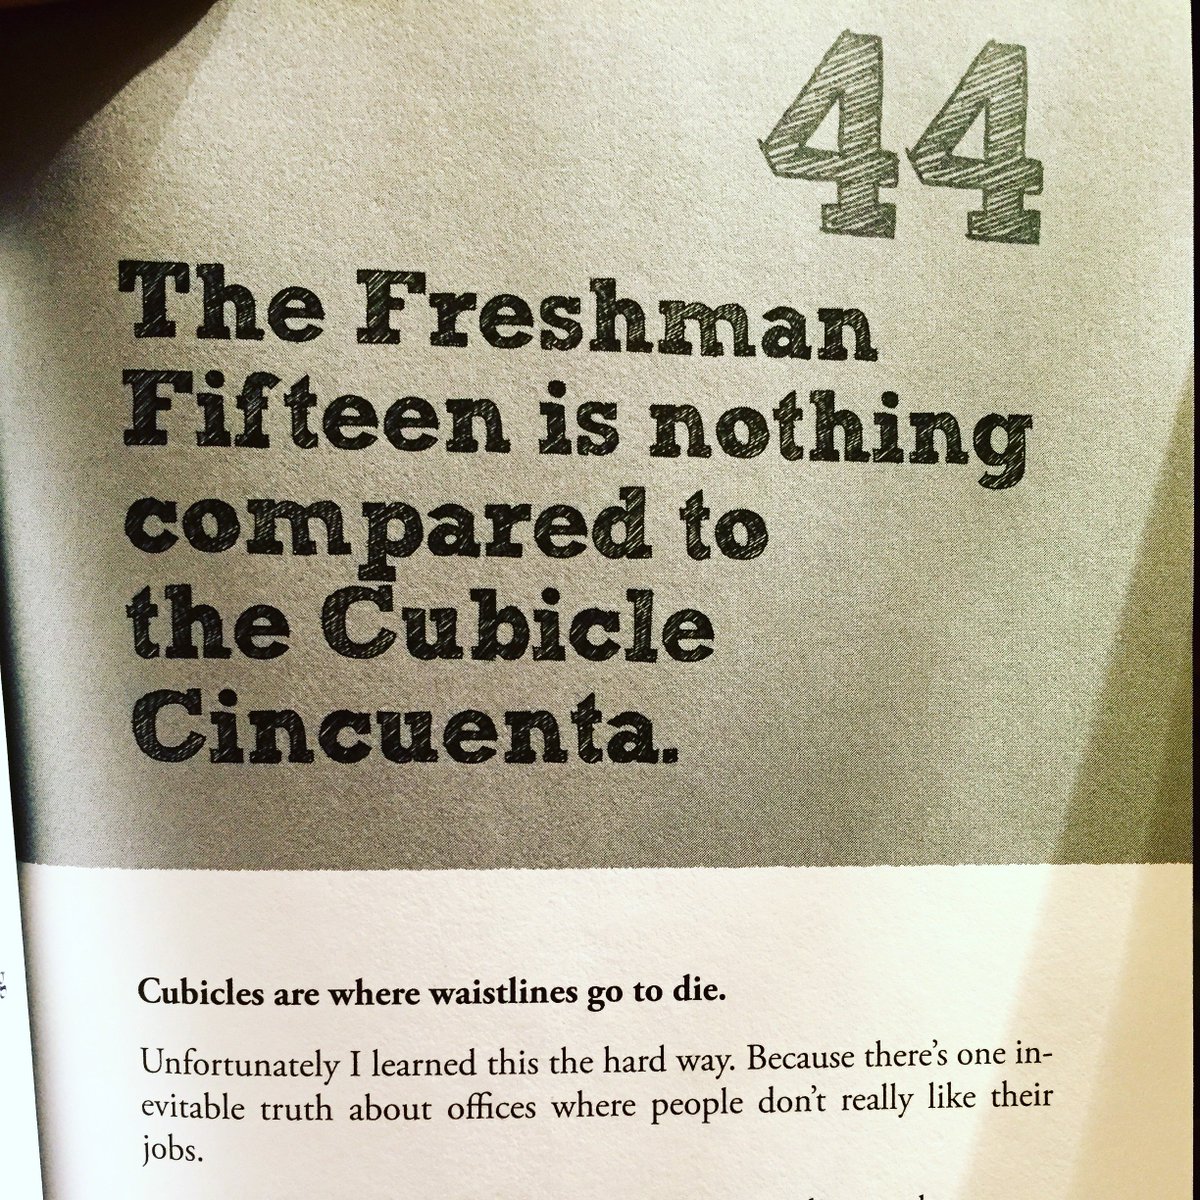 44
The Freshman
Fifteen is nothing
compared to
the Cubicle
Cincuenta.
Cubicles are where waistlines go to die.
Unfortunately I learned this the hard way. Because there’s one in-
evitable truth about offices where people don’t really like their
jobs.